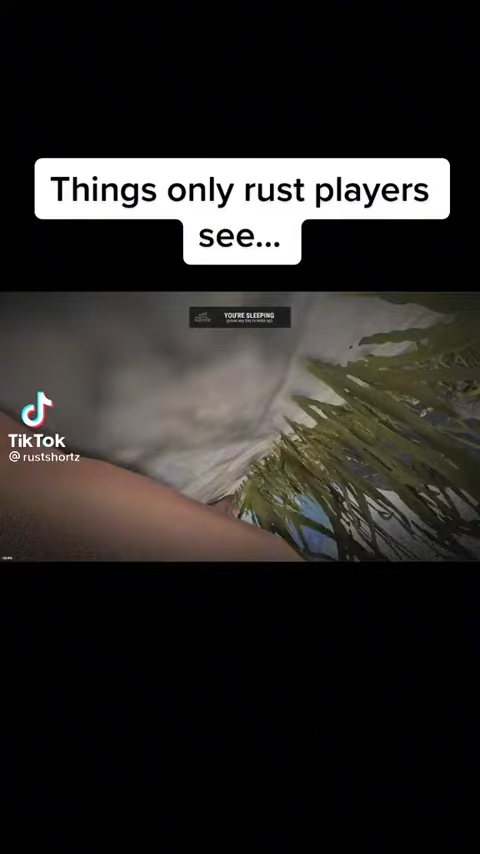 Things only rust players
see...
YOU'RE SLEEPING
TikTok
@ rustshortz